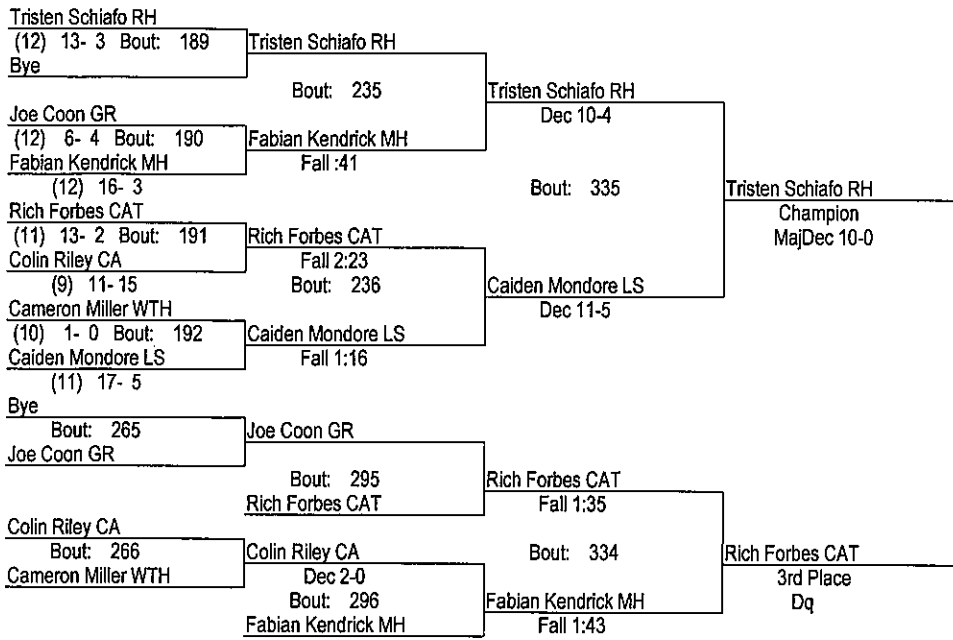 Tristen Schiafo RH
(12) 13- 3 Bout: 189
Bye
Tristen Schiafo RH
Bout: 235
Joe Coon GR
(12) 6- 4 Bout: 190
Fabian Kendrick MH
(12) 16- 3
Fabian Kendrick MH
Fall :41
Tristen Schiafo RH
Dec 10-4
Rich Forbes CAT
(11) 13- 2 Bout: 191
Colin Riley CA
(9) 11- 15
Rich Forbes CAT
Fall 2:23
Bout: 236
Cameron Miller WTH
(10) 1- 0 Bout: 192
Caiden Mondore LS
(11) 17- 5
Caiden Mondore LS
Fall 1:16
Caiden Mondore LS
Dec 11-5
Bout: 335
Tristen Schiafo RH
Champion
MajDec 10-0
Bye
Bout: 265
Joe Coon GR
Joe Coon GR
Bout: 295
Rich Forbes CAT
Rich Forbes CAT
Fall 1:35
Colin Riley CA
Bout: 266
Cameron Miller WTH
Colin Riley CA
Dec 2-0
Bout: 296
Fabian Kendrick MH
Fabian Kendrick MH
Fall 1:43
Bout: 334
Rich Forbes CAT
3rd Place
Dq